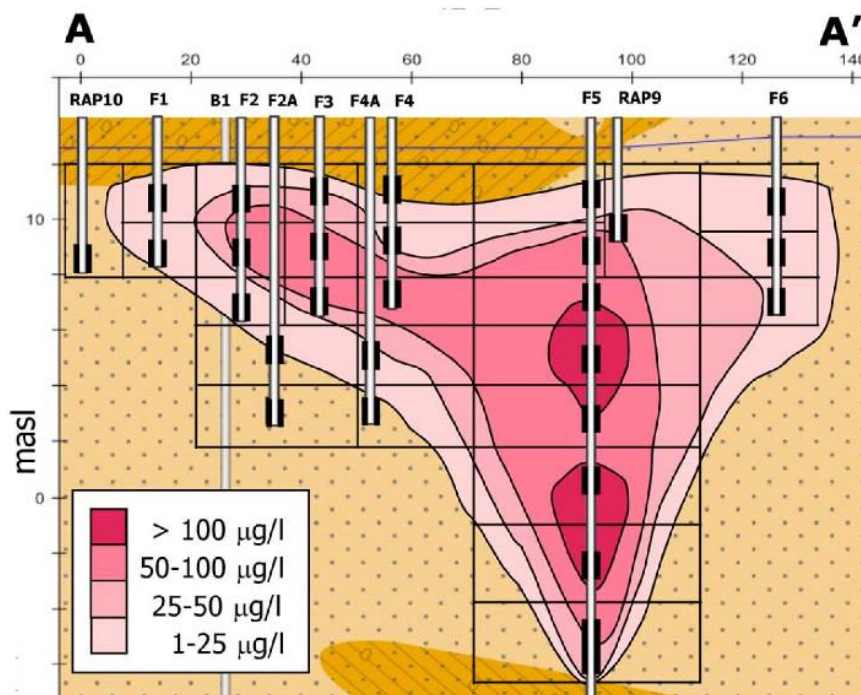 A A’
0 20 40 60 80 100 120 140
RAP10 F1 B1 F2 F2A F3 F4A F4 F5 RAP9 F6
10
masl
0
> 100 μg/l
50-100 μg/l
25-50 μg/l
1-25 μg/l